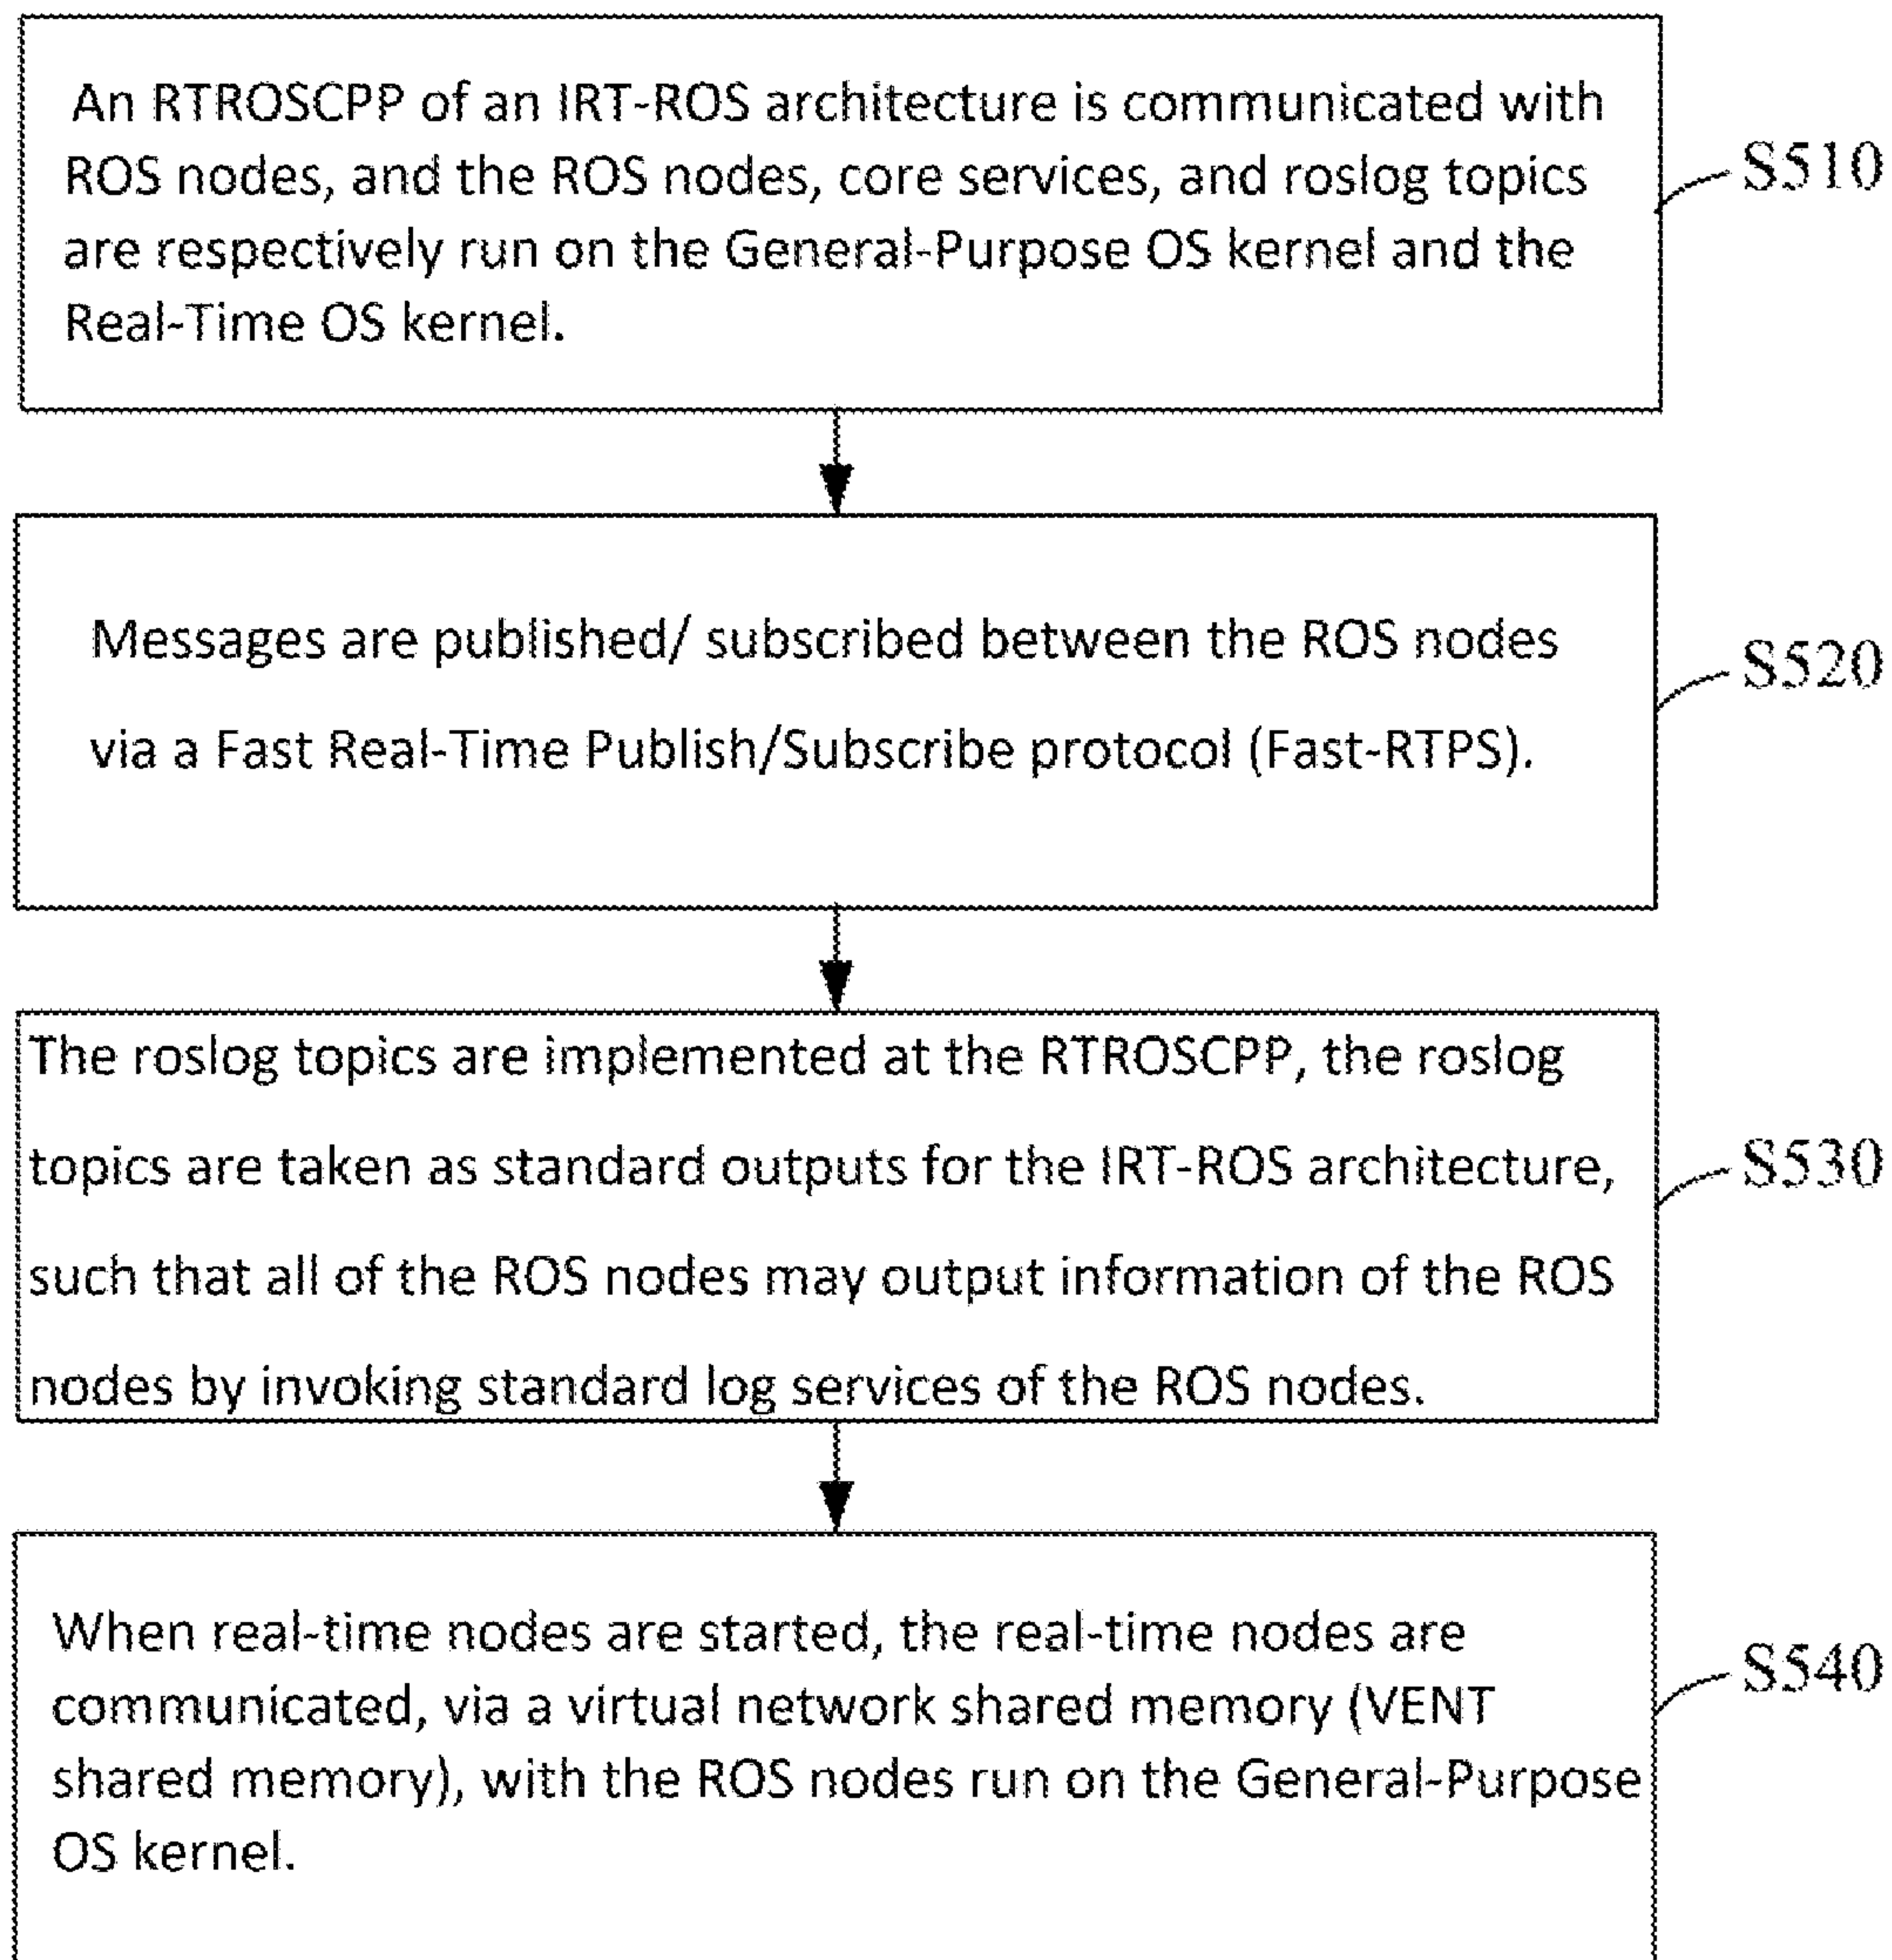 An RTROSCPP of an IRT-ROS architecture is communicated with
ROS nodes, and the ROS nodes, core services, and roslog topics
are respectively run on the General-Purpose OS kernel and the
Real-Time OS kernel.
S510
Messages are published/ subscribed between the ROS nodes
via a Fast Real-Time Publish/Subscribe protocol (Fast-RTPS).
S520
The roslog topics are implemented at the RTROSCPP, the roslog
topics are taken as standard outputs for the IRT-ROS architecture,
such that all of the ROS nodes may output information of the ROS
nodes by invoking standard log services of the ROS nodes.
S530
When real-time nodes are started, the real-time nodes are
communicated, via a virtual network shared memory (VENT
shared memory), with the ROS nodes run on the General-Purpose
OS kernel.
S540